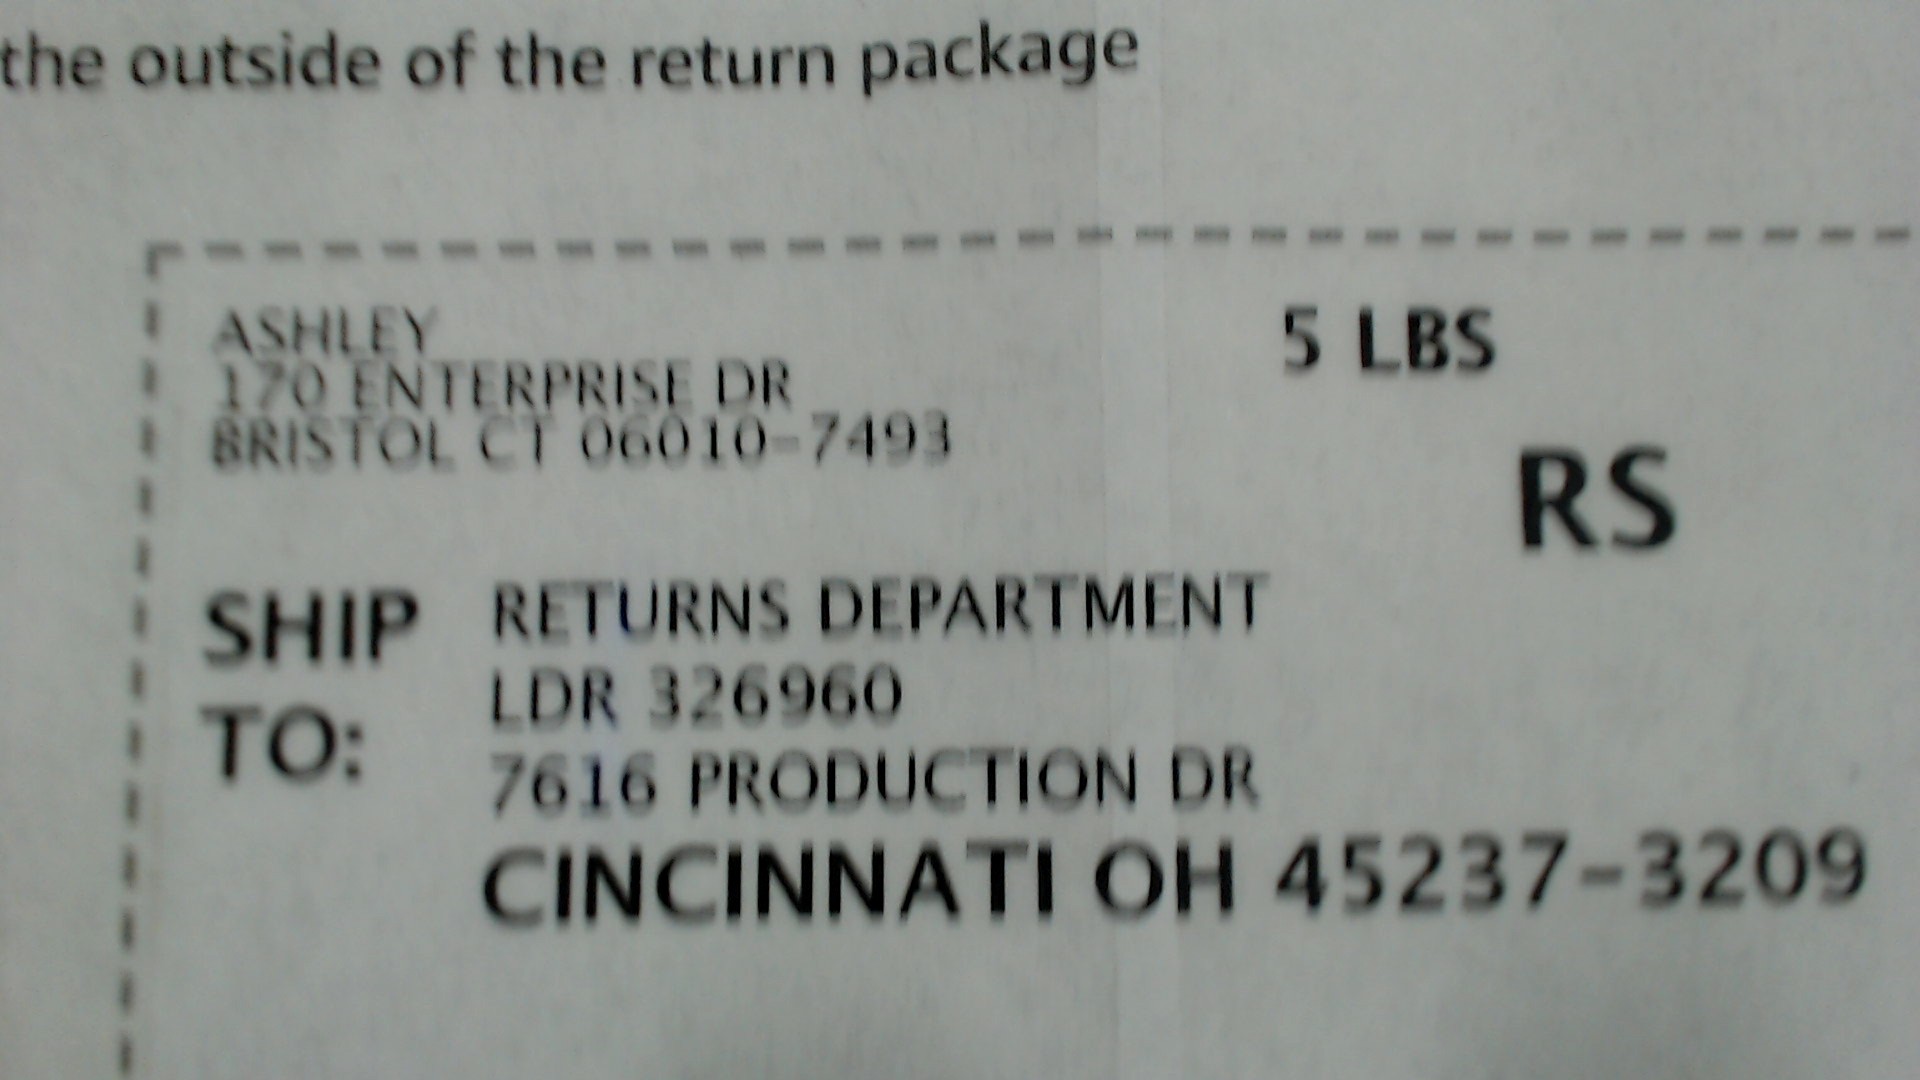 the outside of the return package
ASHLEY
170 ENTERPRISE DR
BRISTOL CT 06010-7493
5 LBS
RS
SHIP TO:
RETURNS DEPARTMENT
LDR 326960
7616 PRODUCTION DR
CINCINNATI OH 45237-3209